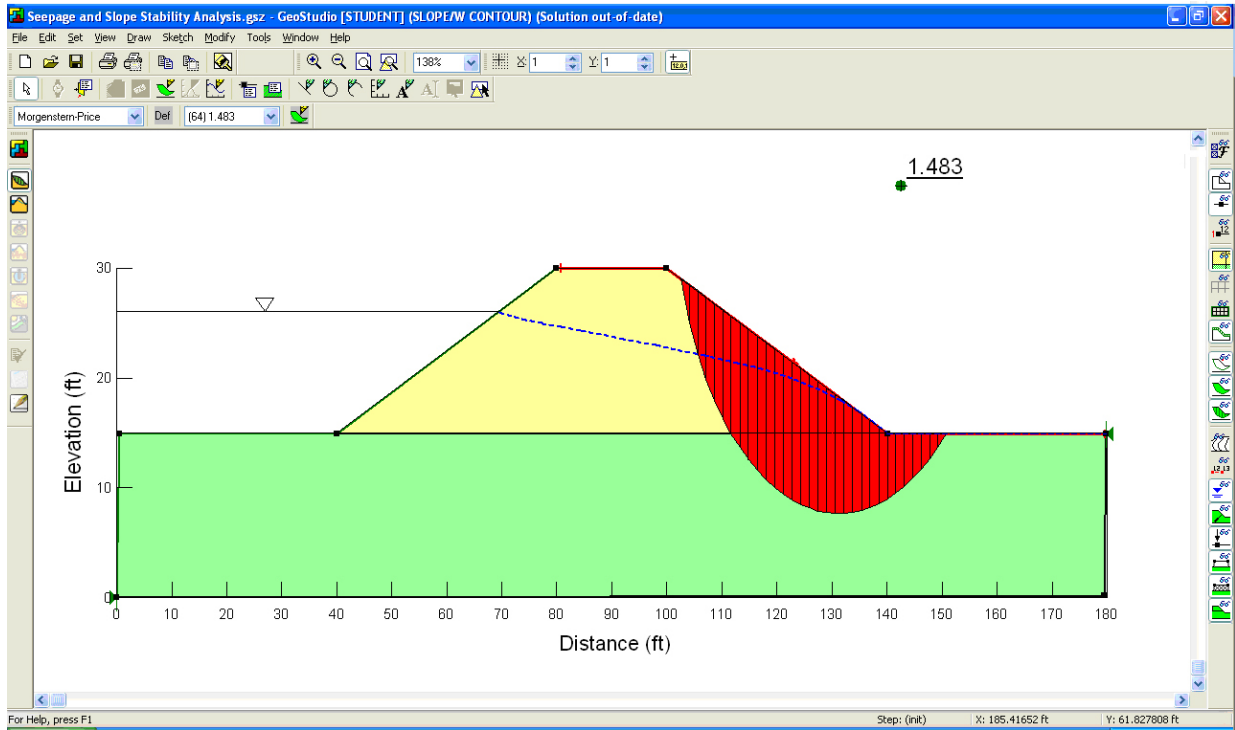 Seepage and Slope Stability Analysis.gsz - GeoStudio [STUDENT] (SLOPE/W CONTOUR) (Solution out-of-date)
File Edit Set View Draw Sketch Modify Tools Window Help
138% X: 1 Y: 1
Morgenstern-Price Def (64) 1.483
1.483
30
20
10
0
Elevation (ft)
0 10 20 30 40 50 60 70 80 90 100 110 120 130 140 150 160 170 180
Distance (ft)
For Help, press F1 Step: (init) X: 185.41652 ft Y: 61.827808 ft